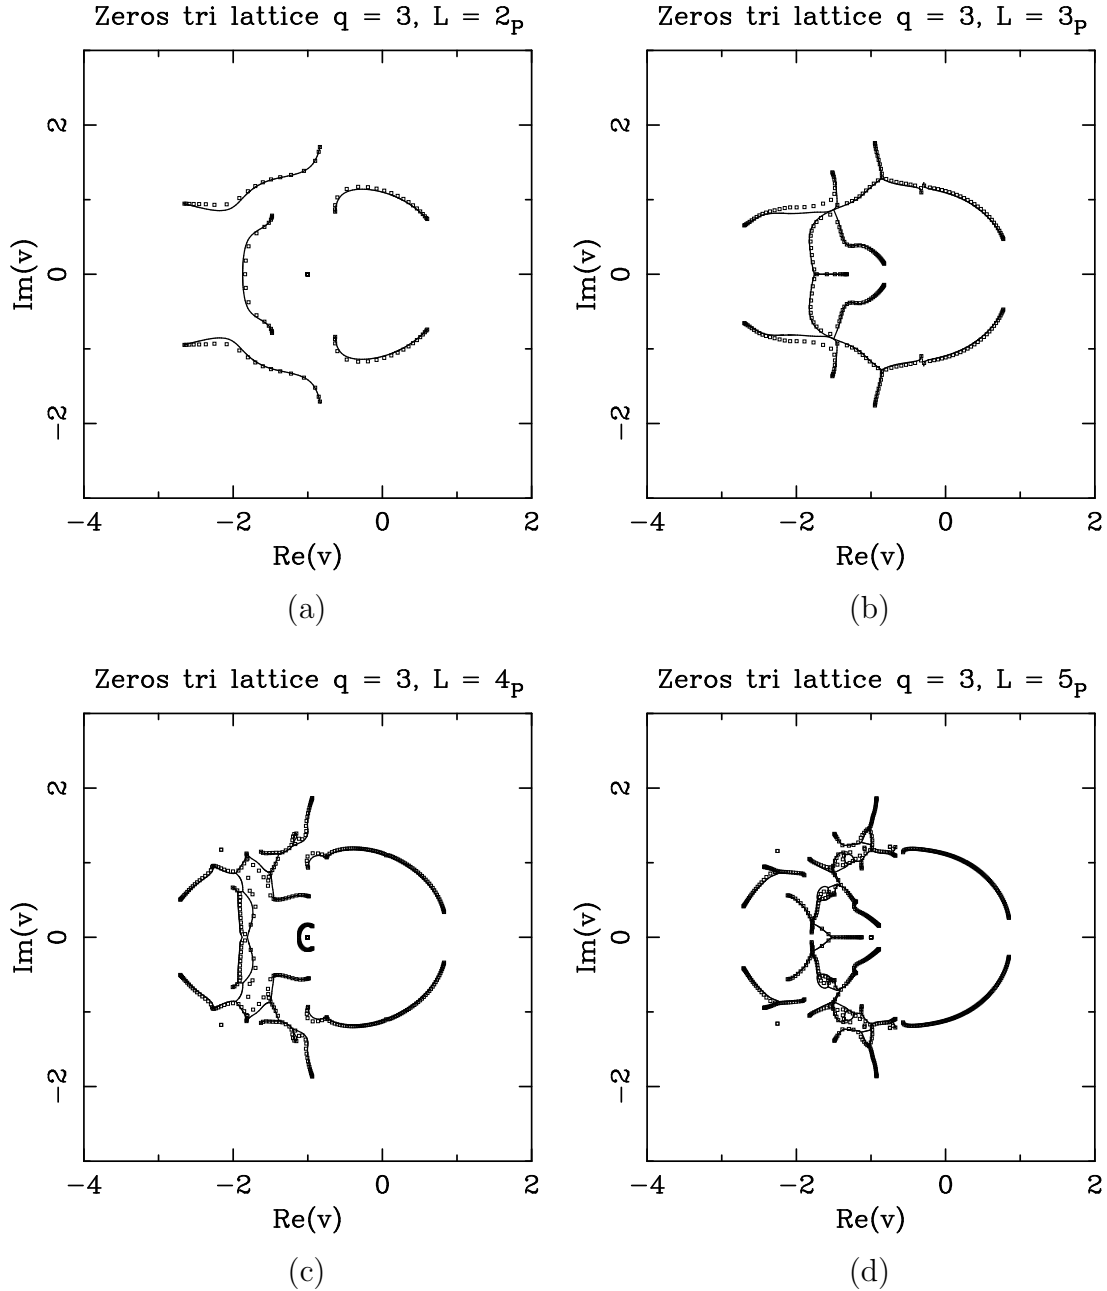 Zeros tri lattice q = 3, L = 2P
Zeros tri lattice q = 3, L = 3P
2
0
−2
Im(v)
−4 −2 0 2
Re(v)
(a)
2
0
−2
Im(v)
−4 −2 0 2
Re(v)
(b)
Zeros tri lattice q = 3, L = 4P
Zeros tri lattice q = 3, L = 5P
2
0
−2
Im(v)
−4 −2 0 2
Re(v)
(c)
2
0
−2
Im(v)
−4 −2 0 2
Re(v)
(d)